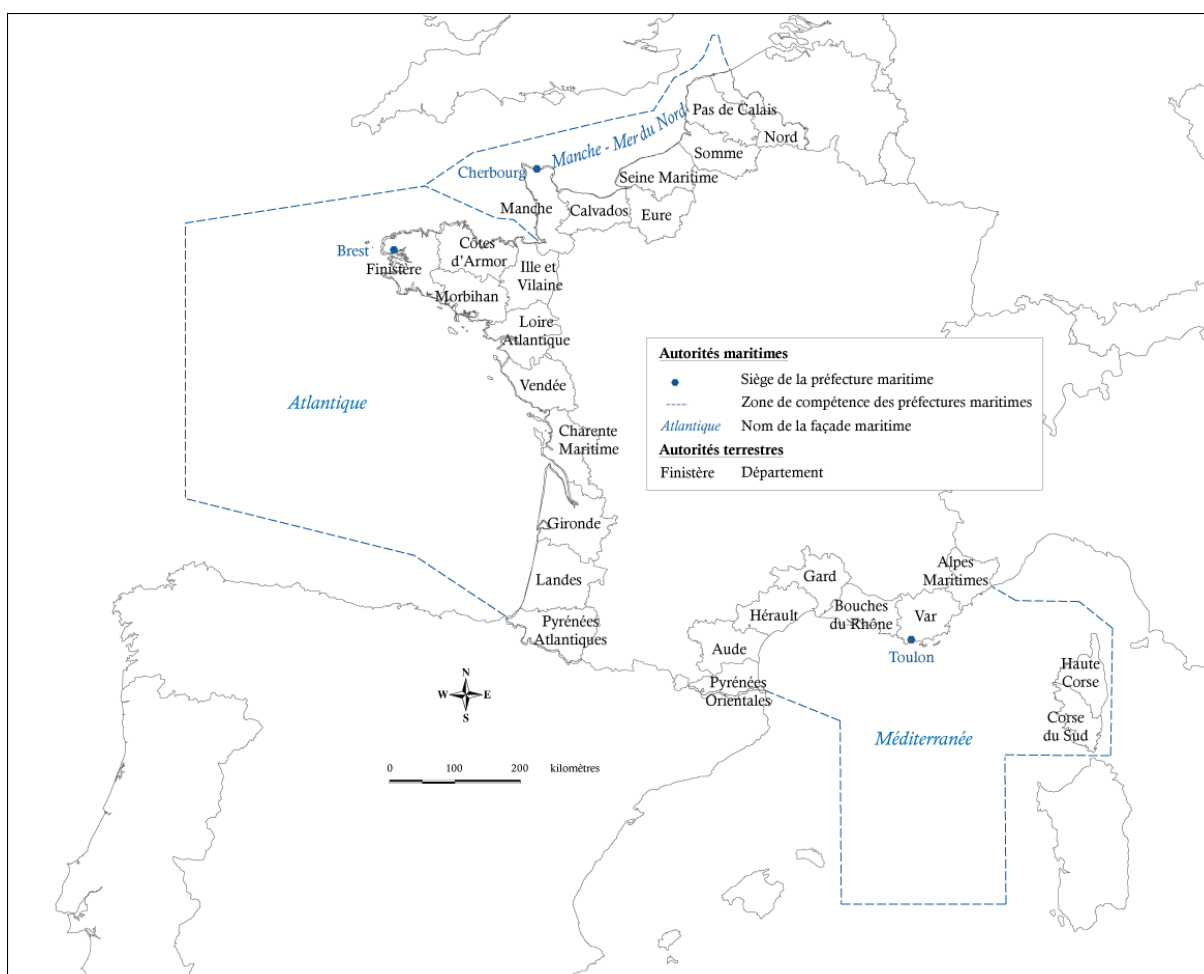 Pas de Calais
Nord
Manche - Mer du Nord
Somme
Cherbourg
Seine Maritime
Manche
Calvados
Eure
Brest
Finistère
Côtes
d'Armor
Ille et
Vilaine
Morbihan
Loire
Atlantique
Vendée
Atlantique
Charente
Maritime
Gironde
Landes
Pyrénées
Atlantiques
Autorités maritimes
Siège de la préfecture maritime
Zone de compétence des préfectures maritimes
Atlantique Nom de la façade maritime
Autorités terrestres
Finistère Département
Alpes
Maritimes
Gard
Hérault
Bouches
du Rhône
Var
Aude
Toulon
Pyrénées
Orientales
Haute
Corse
Corse
du Sud
Méditerranée
N
W E
S
0 100 200 kilomètres